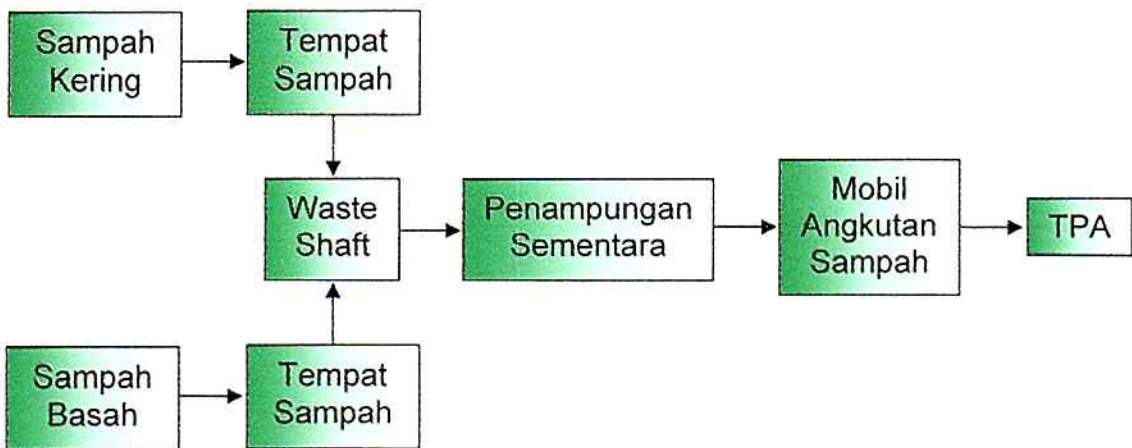 Sampah
Kering
Tempat
Sampah
Waste
Shaft
Penampungan
Sementara
Mobil
Angkutan
Sampah
TPA
Sampah
Basah
Tempat
Sampah